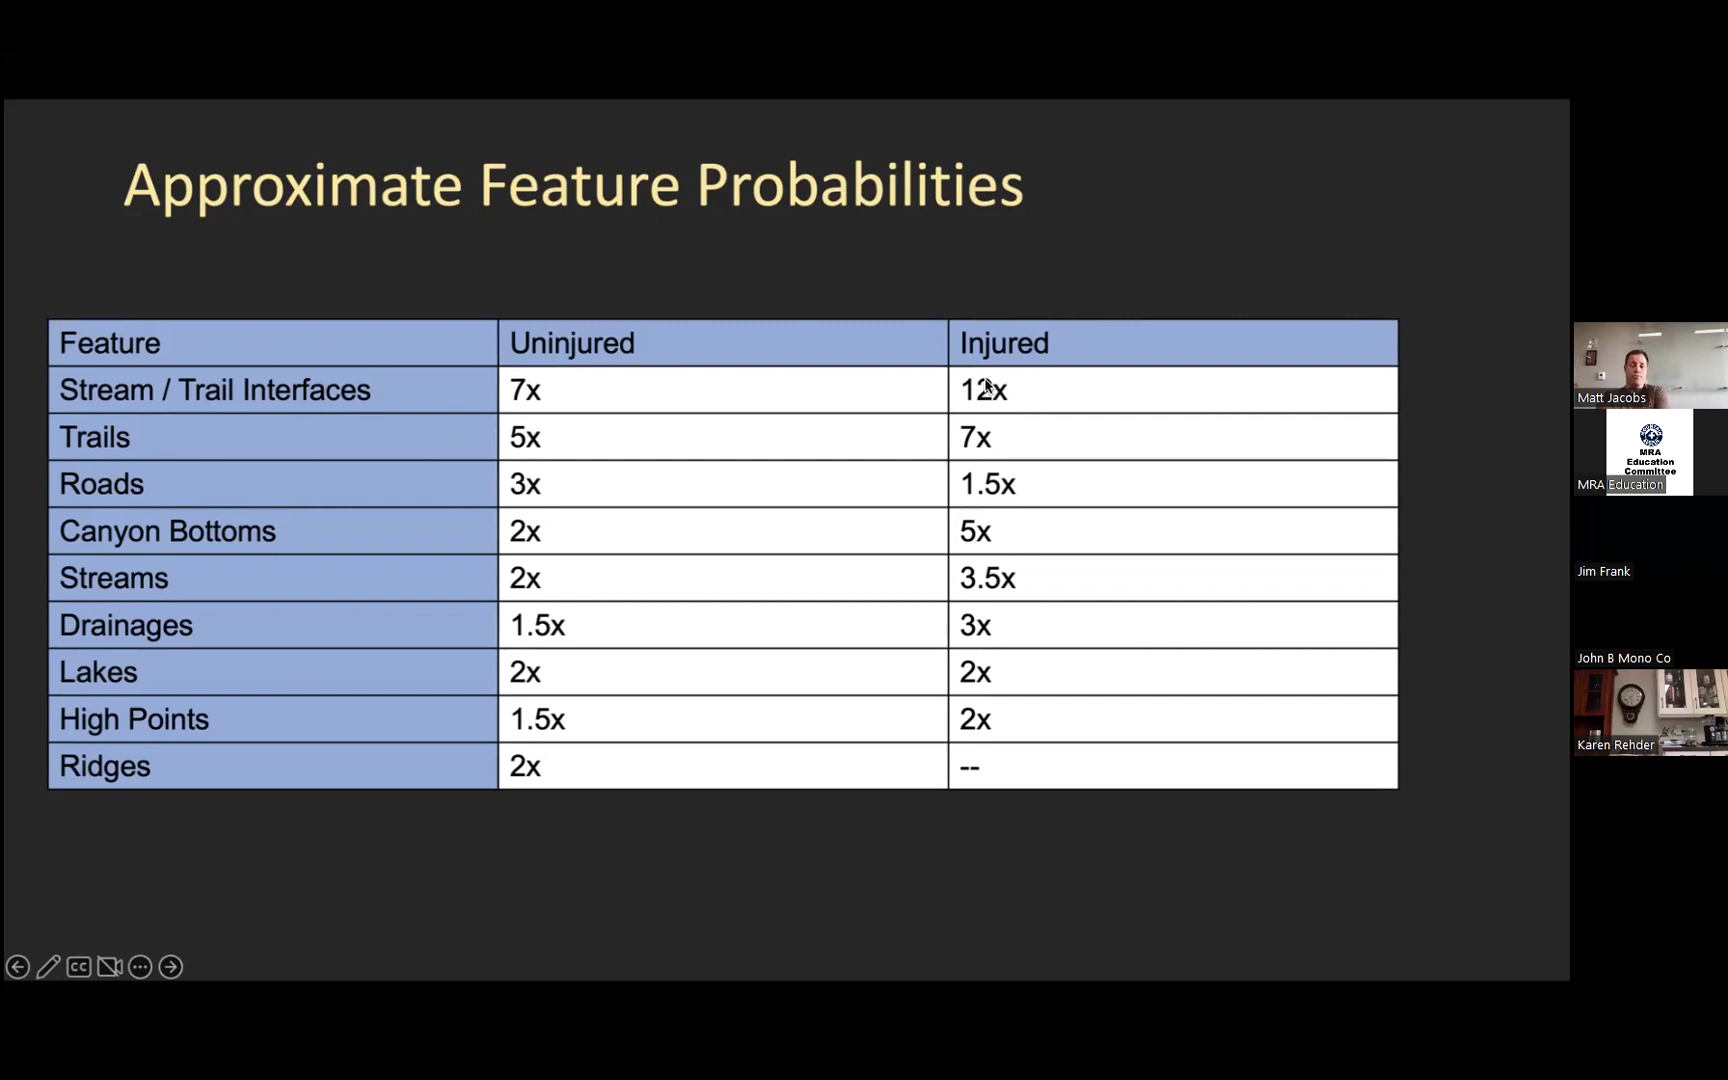 Approximate Feature Probabilities
Feature Uninjured Injured
Stream / Trail Interfaces 7x 12x
Trails 5x 7x
Roads 3x 1.5x
Canyon Bottoms 2x 5x
Streams 2x 3.5x
Drainages 1.5x 3x
Lakes 2x 2x
High Points 1.5x 2x
Ridges 2x --
CC
Matt Jacobs
MRA
Education
Committee
MRA Education
Jim Frank
John B Mono Co
Karen Rehder